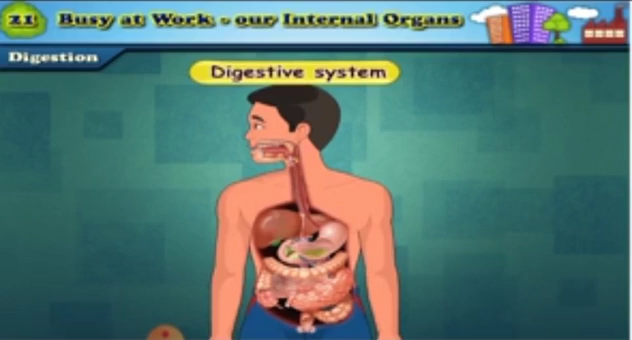 21 Busy at Work - our Internal Organs
Digestion
Digestive system